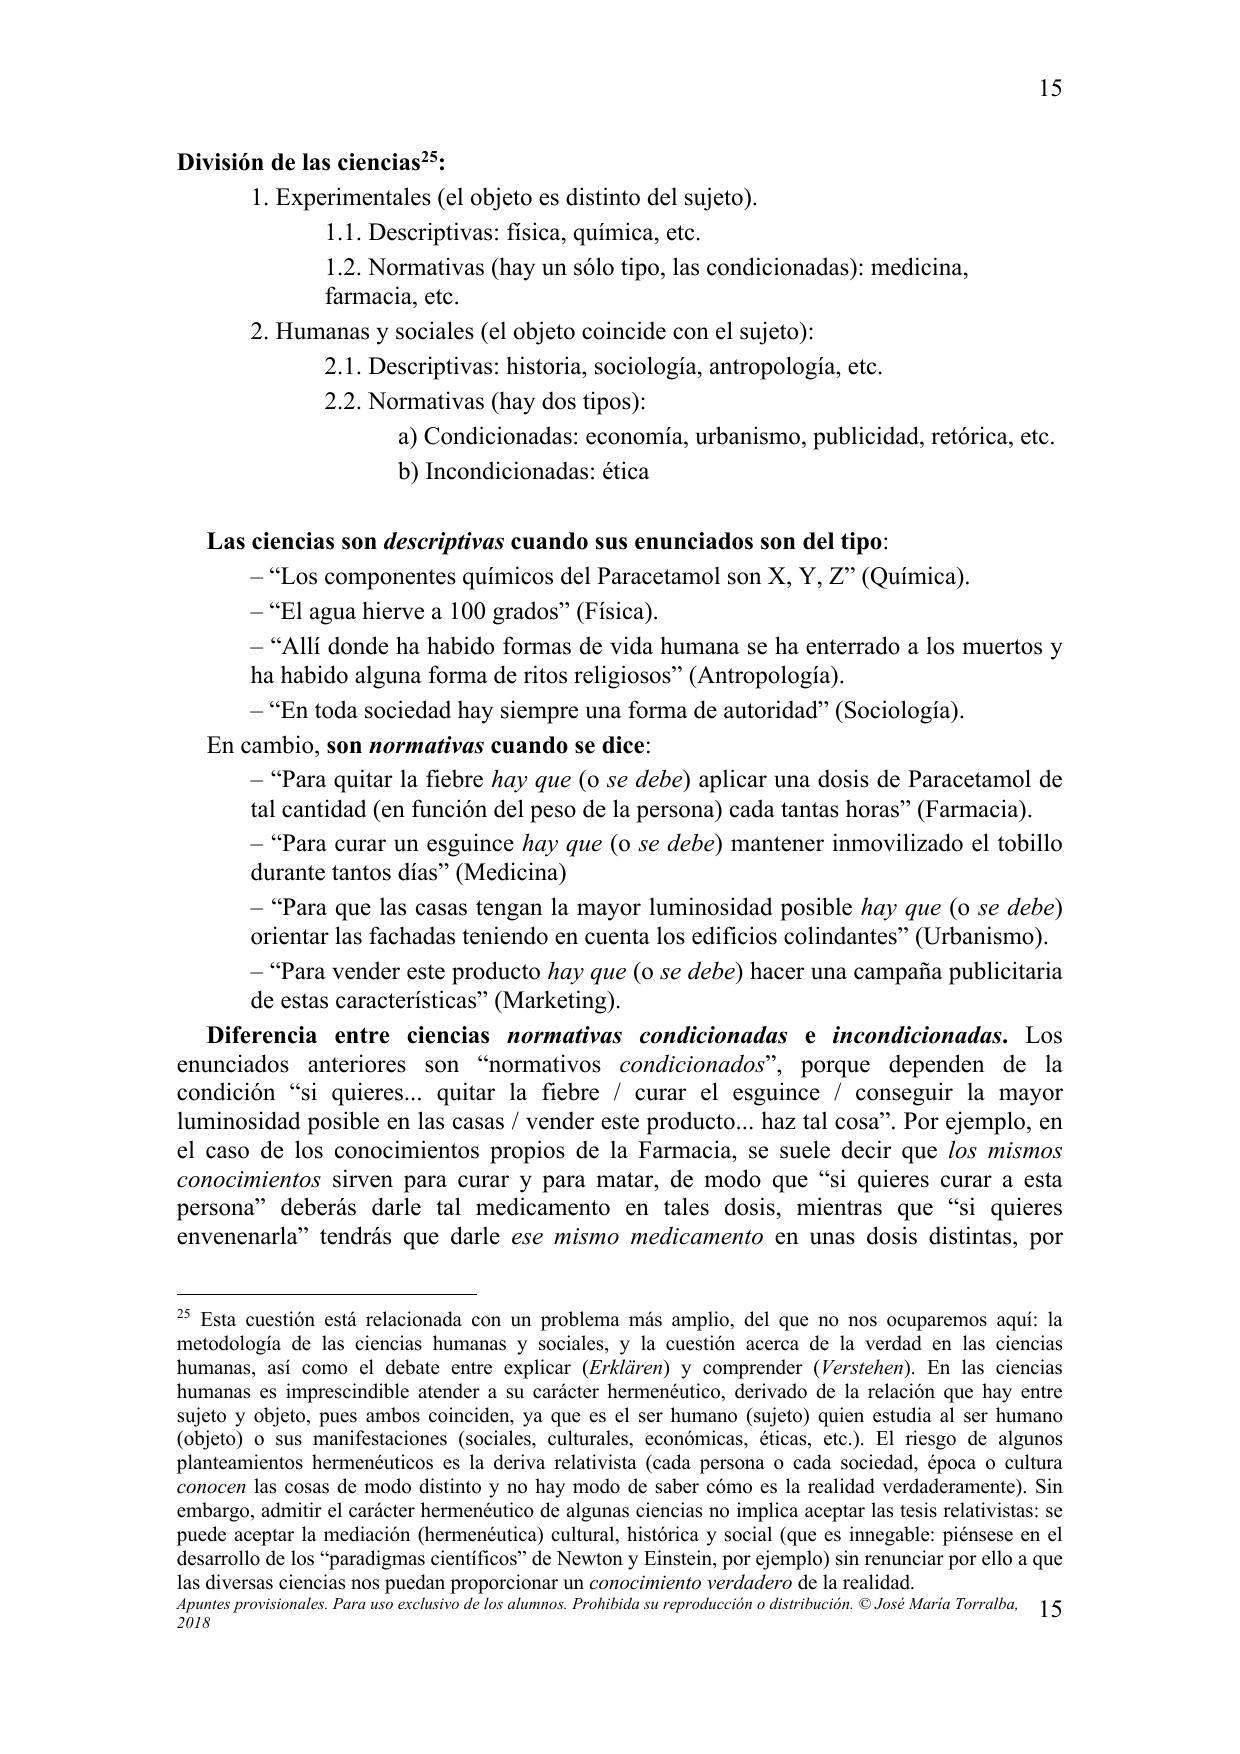 15
División de las ciencias25:
1. Experimentales (el objeto es distinto del sujeto).
1.1. Descriptivas: física, química, etc.
1.2. Normativas (hay un sólo tipo, las condicionadas): medicina,
farmacia, etc.
2. Humanas y sociales (el objeto coincide con el sujeto):
2.1. Descriptivas: historia, sociología, antropología, etc.
2.2. Normativas (hay dos tipos):
a) Condicionadas: economía, urbanismo, publicidad, retórica, etc.
b) Incondicionadas: ética
Las ciencias son descriptivas cuando sus enunciados son del tipo:
– “Los componentes químicos del Paracetamol son X, Y, Z” (Química).
– “El agua hierve a 100 grados” (Física).
– “Allí donde ha habido formas de vida humana se ha enterrado a los muertos y
ha habido alguna forma de ritos religiosos” (Antropología).
– “En toda sociedad hay siempre una forma de autoridad” (Sociología).
En cambio, son normativas cuando se dice:
– “Para quitar la fiebre hay que (o se debe) aplicar una dosis de Paracetamol de
tal cantidad (en función del peso de la persona) cada tantas horas” (Farmacia).
– “Para curar un esguince hay que (o se debe) mantener inmovilizado el tobillo
durante tantos días” (Medicina)
– “Para que las casas tengan la mayor luminosidad posible hay que (o se debe)
orientar las fachadas teniendo en cuenta los edificios colindantes” (Urbanismo).
– “Para vender este producto hay que (o se debe) hacer una campaña publicitaria
de estas características” (Marketing).
Diferencia entre ciencias normativas condicionadas e incondicionadas. Los
enunciados anteriores son “normativos condicionados”, porque dependen de la
condición “si quieres... quitar la fiebre / curar el esguince / conseguir la mayor
luminosidad posible en las casas / vender este producto... haz tal cosa”. Por ejemplo, en
el caso de los conocimientos propios de la Farmacia, se suele decir que los mismos
conocimientos sirven para curar y para matar, de modo que “si quieres curar a esta
persona” deberás darle tal medicamento en tales dosis, mientras que “si quieres
envenenarla” tendrás que darle ese mismo medicamento en unas dosis distintas, por
25 Esta cuestión está relacionada con un problema más amplio, del que no nos ocuparemos aquí: la
metodología de las ciencias humanas y sociales, y la cuestión acerca de la verdad en las ciencias
humanas, así como el debate entre explicar (Erklären) y comprender (Verstehen). En las ciencias
humanas es imprescindible atender a su carácter hermenéutico, derivado de la relación que hay entre
sujeto y objeto, pues ambos coinciden, ya que es el ser humano (sujeto) quien estudia al ser humano
(objeto) o sus manifestaciones (sociales, culturales, económicas, éticas, etc.). El riesgo de algunos
planteamientos hermenéuticos es la deriva relativista (cada persona o cada sociedad, época o cultura
conocen las cosas de modo distinto y no hay modo de saber cómo es la realidad verdaderamente). Sin
embargo, admitir el carácter hermenéutico de algunas ciencias no implica aceptar las tesis relativistas: se
puede aceptar la mediación (hermenéutica) cultural, histórica y social (que es innegable: piénsese en el
desarrollo de los “paradigmas científicos” de Newton y Einstein, por ejemplo) sin renunciar por ello a que
las diversas ciencias nos puedan proporcionar un conocimiento verdadero de la realidad.
Apuntes provisionales. Para uso exclusivo de los alumnos. Prohibida su reproducción o distribución. © José María Torralba,
2018
15